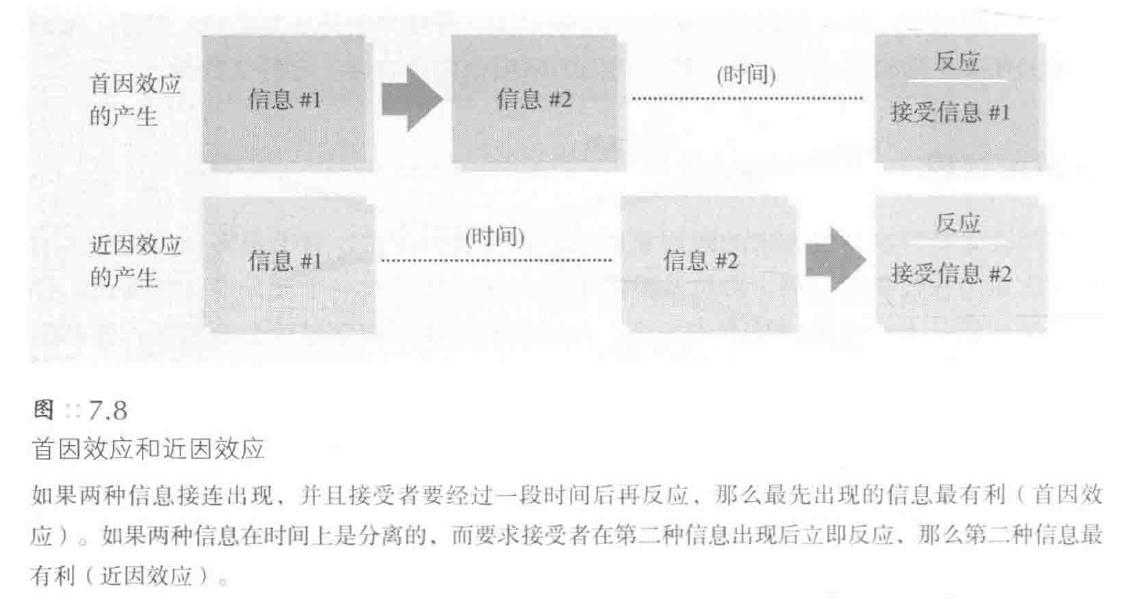 首因效应
的产生
信息 #1
信息 #2
(时间)
反应
接受信息 #1
近因效应
的产生
信息 #1
(时间)
信息 #2
反应
接受信息 #2
图 :: 7.8
首因效应和近因效应
如果两种信息接连出现，并且接受者要经过一段时间后再反应，那么最先出现的信息最有利（首因效
应）。如果两种信息在时间上是分离的，而要求接受者在第二种信息出现后立即反应，那么第二种信息最
有利（近因效应）。